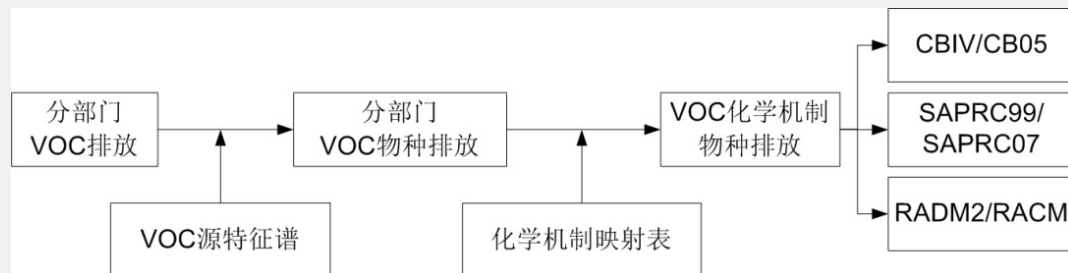 分部门
VOC排放
分部门
VOC物种排放
VOC化学机制
物种排放
CBIV/CB05
SAPRC99/
SAPRC07
RADM2/RACM
VOC源特征谱
化学机制映射表